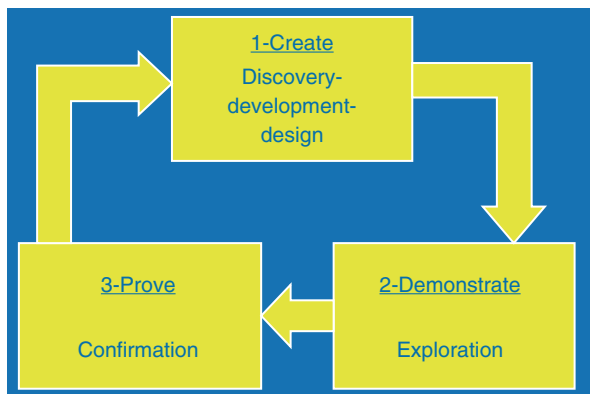 1-Create
Discovery-
development-
design
3-Prove
Confirmation
2-Demonstrate
Exploration